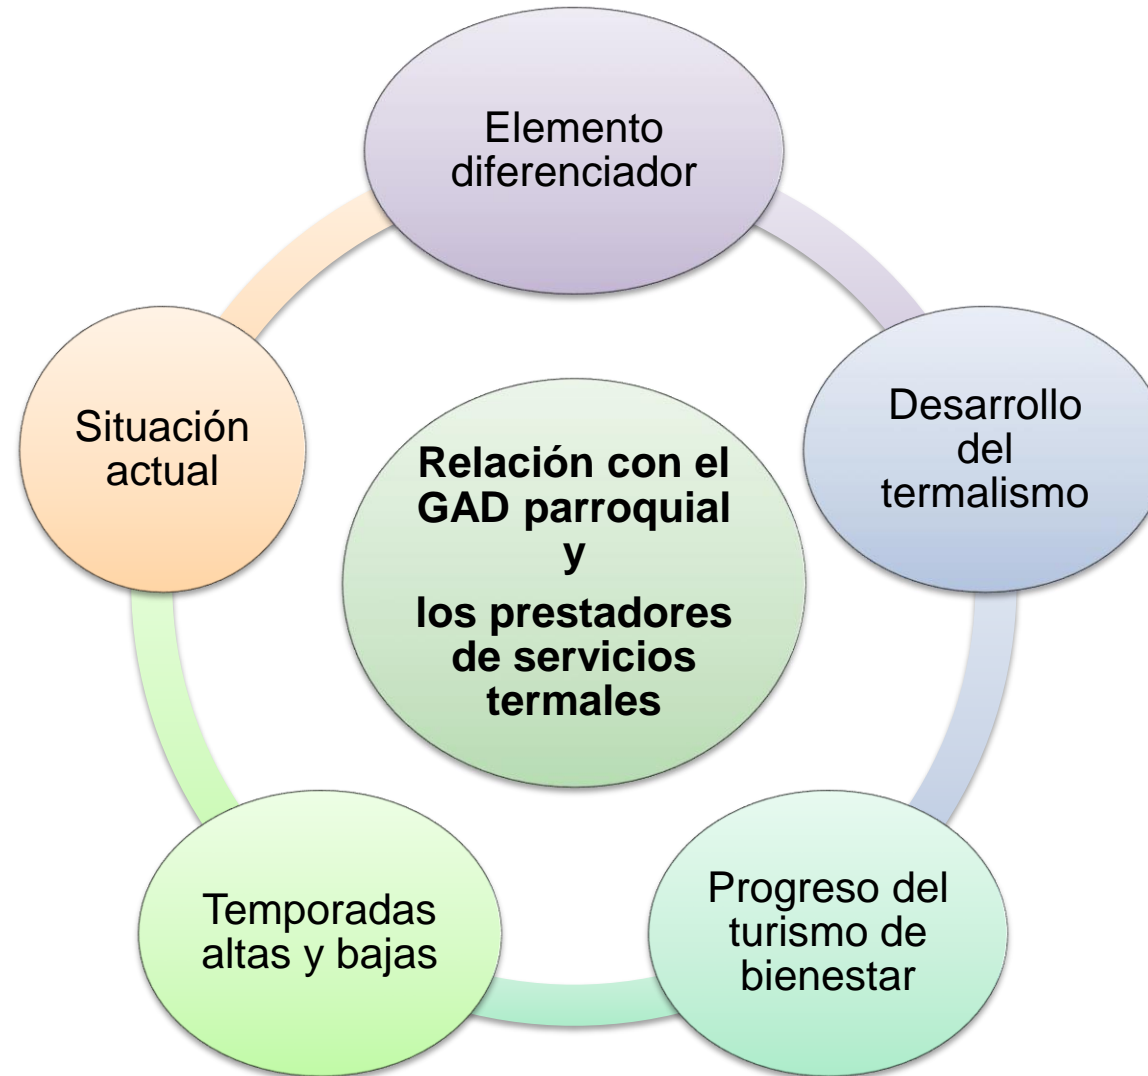 Elemento
diferenciador
Desarrollo
del
termalismo
Progreso del
turismo de
bienestar
Temporadas
altas y bajas
Situación
actual
Relación con el
GAD parroquial
y
los prestadores
de servicios
termales